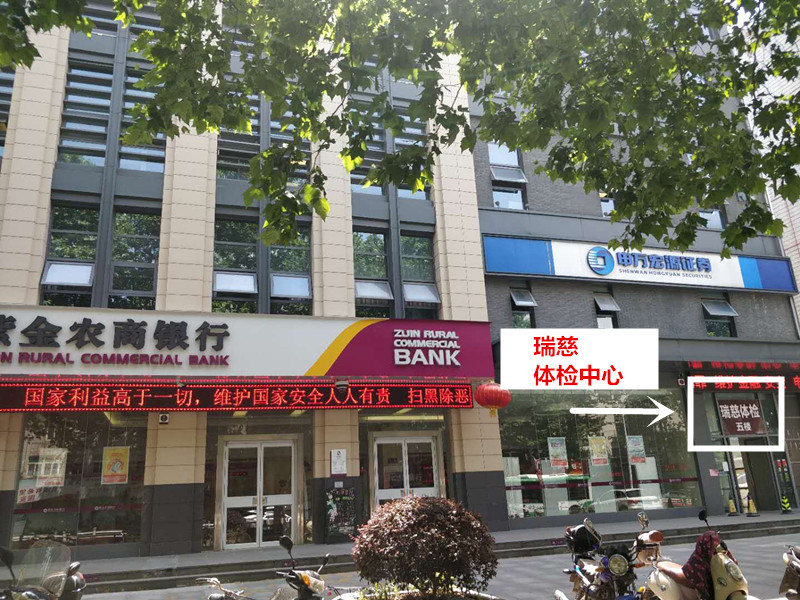 申万宏源证券
SHENWAN HONGYUAN SECURITIES
紫金农商银行
ZIJIN RURAL COMMERCIAL BANK
ZIJIN RURAL
COMMERCIAL
BANK
国家利益高于一切，维护国家安全人人有责 扫黑除恶
瑞慈
体检中心
瑞慈体检
五楼